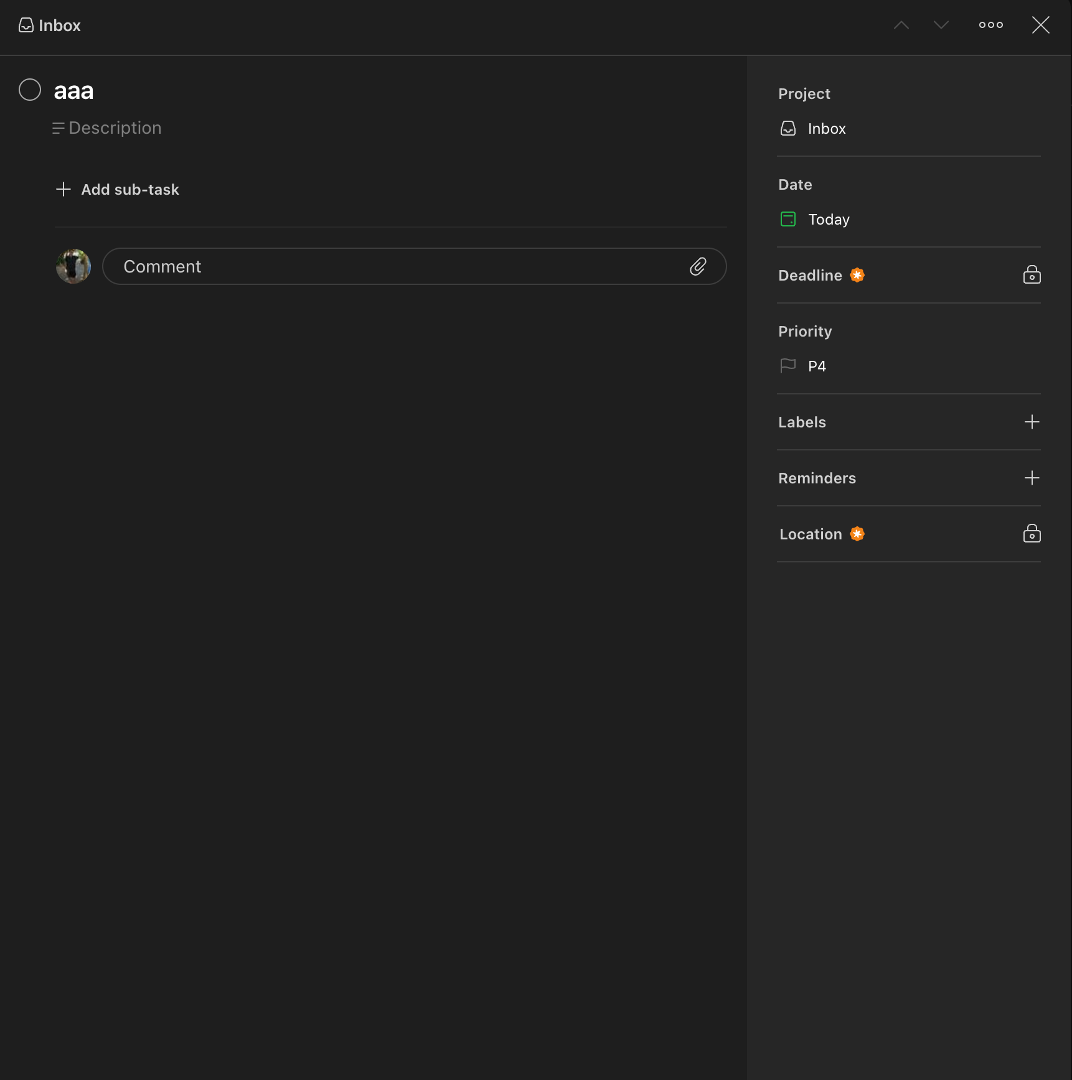 Inbox
aaa
Description
Add sub-task
Comment
Project
Inbox
Date
Today
Deadline
Priority
P4
Labels
Reminders
Location